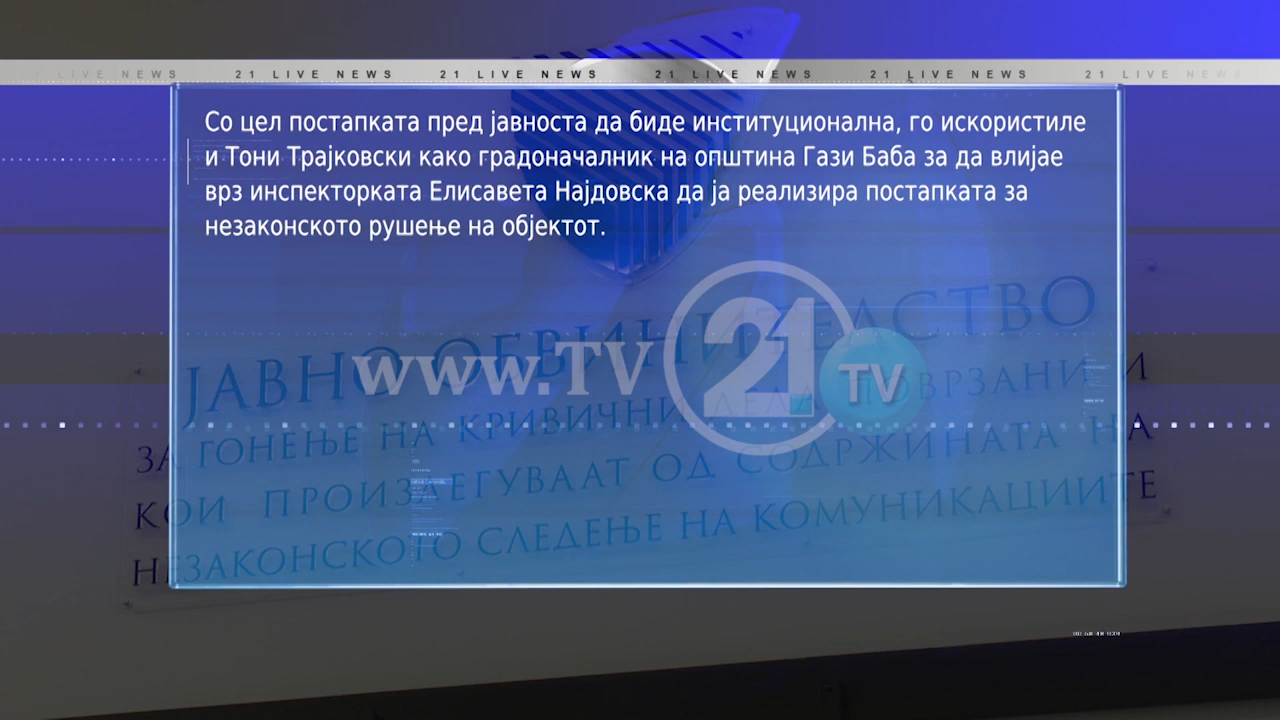 21 LIVE NEWS 21 LIVE NEWS 21 LIVE NEWS 21 LIVE NEWS 21 LIVE NEWS
Со цел постапката пред јавноста да биде институционална, го искористиле
и Тони Трајковски како градоначалник на општина Гази Баба за да влијае
врз инспекторката Елисавета Најдовска да ја реализира постапката за
незаконското рушење на објектот.
www.TV 21 TV
ЈАВНО ОБВИНИТЕЛСТВО
ЗА ГОНЕЊЕ НА КРИВИЧНИ ДЕЛА ПОВРЗАНИ И
КОИ ПРОИЗЛЕГУВААТ ОД СОДРЖИНАТА НА
НЕЗАКОНСКОТО СЛЕДЕЊЕ НА КОМУНИКАЦИИТЕ